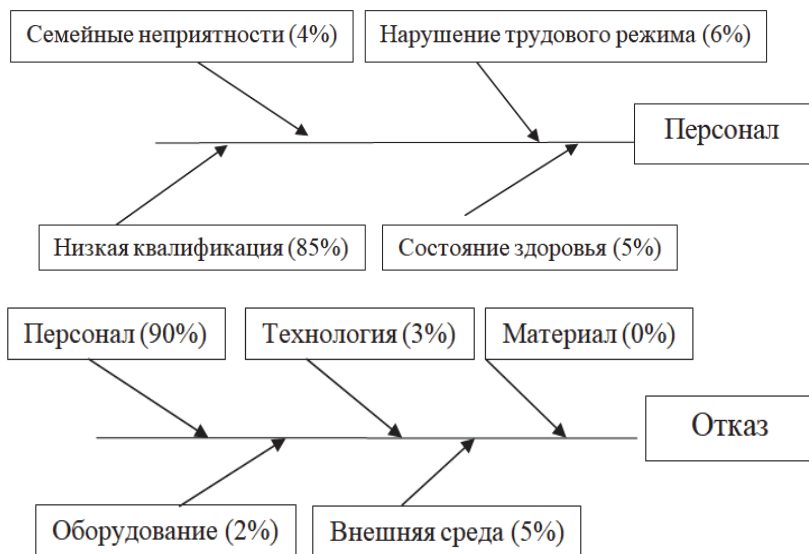 Семейные неприятности (4%)
Нарушение трудового режима (6%)
Персонал
Низкая квалификация (85%)
Состояние здоровья (5%)
Персонал (90%)
Технология (3%)
Материал (0%)
Отказ
Оборудование (2%)
Внешняя среда (5%)